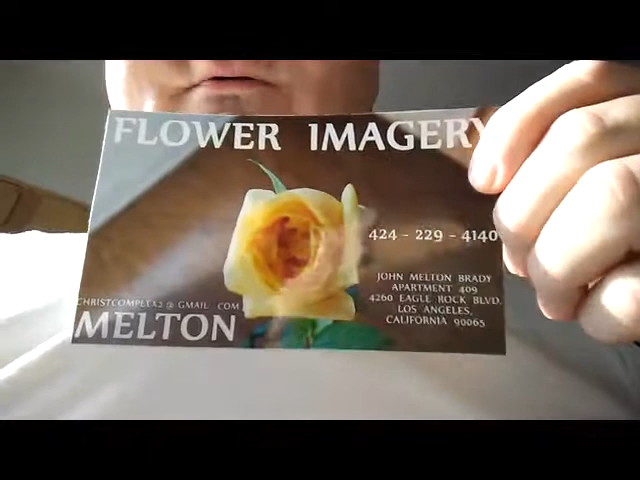 FLOWER IMAGERY
424 - 229 - 4140
JOHN MELTON BRADY
APARTMENT 409
4260 EAGLE ROCK BLVD.
LOS ANGELES,
CALIFORNIA 90065
CHRISTCOMPLEX2@GMAIL.COM
MELTON